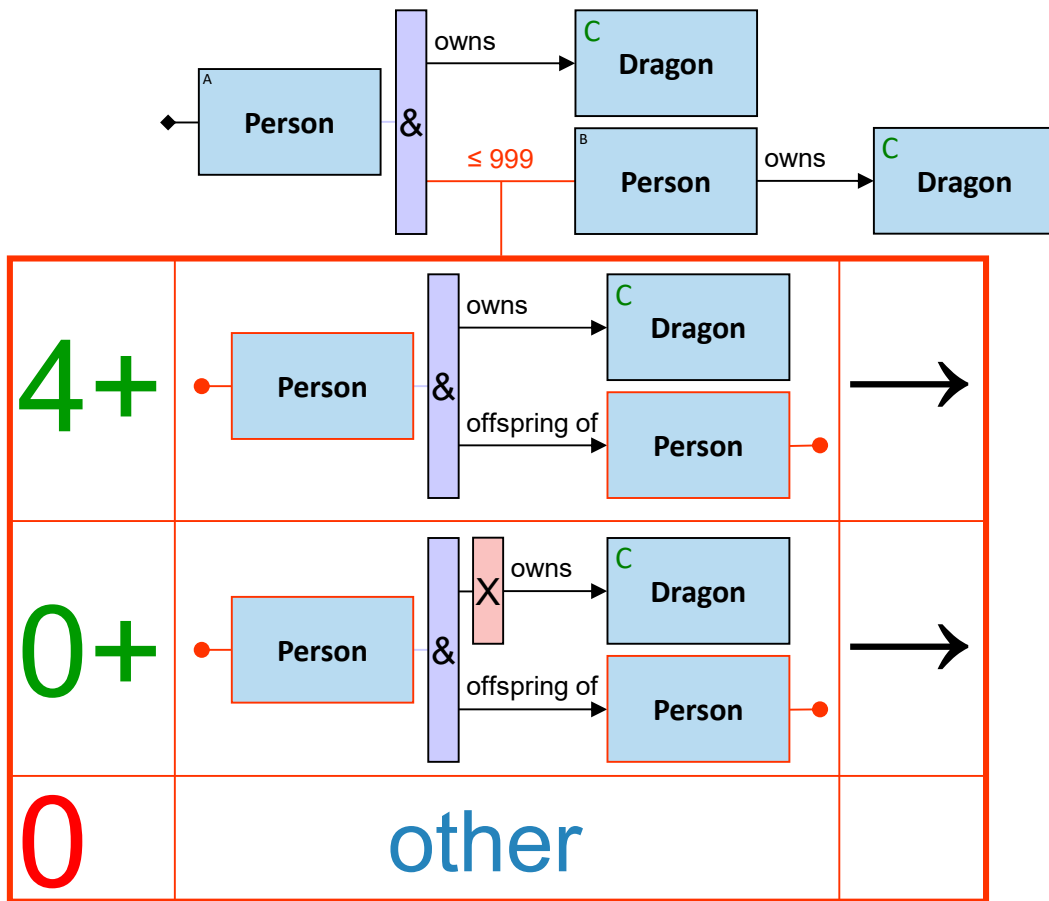 owns
C
Dragon
A
Person
&
≤ 999
B
Person
owns
C
Dragon
4+
Person
&
owns
C
Dragon
offspring of
Person
0+
Person
&
X
owns
C
Dragon
offspring of
Person
0
other